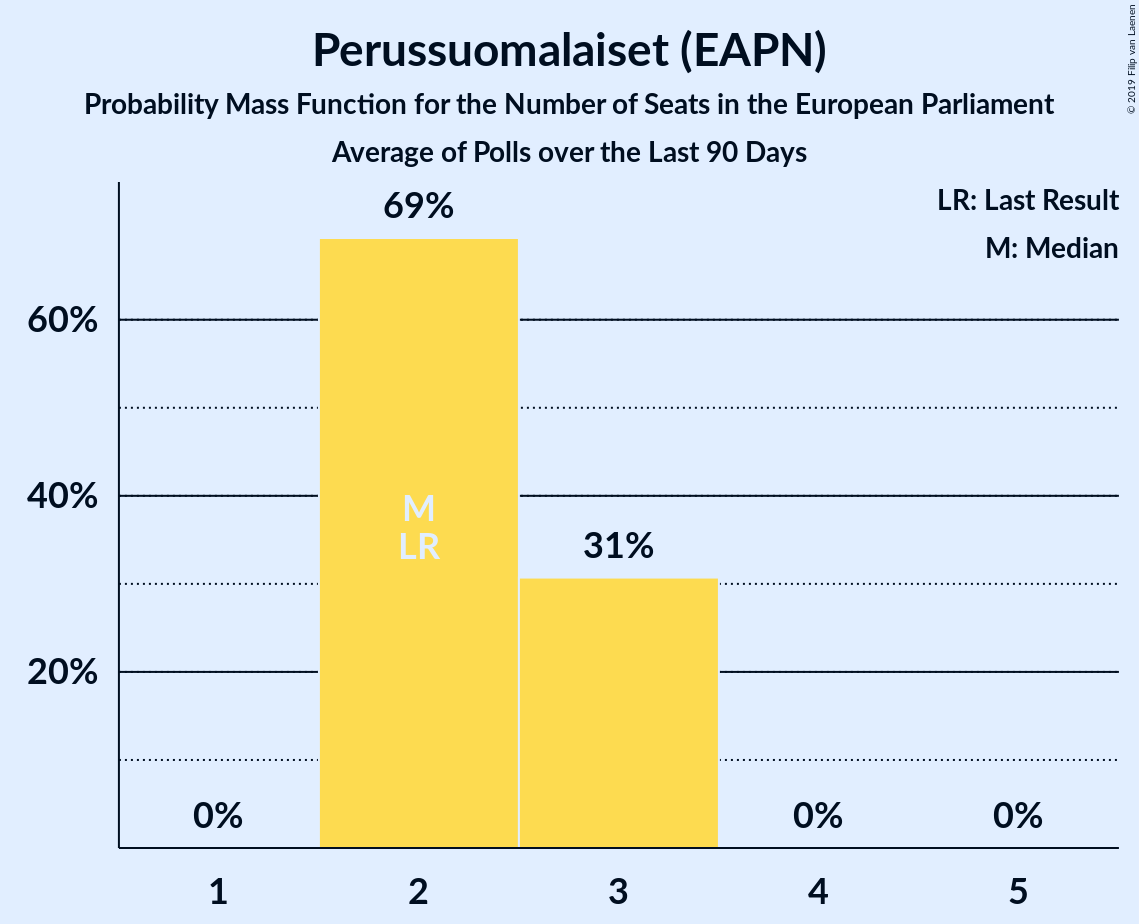 Perussuomalaiset (EAPN)
Probability Mass Function for the Number of Seats in the European Parliament
Average of Polls over the Last 90 Days
© 2019 Filip van Laenen
LR: Last Result
M: Median
69%
60%
M
LR
40%
31%
20%
0%
0%
0%
1
2
3
4
5